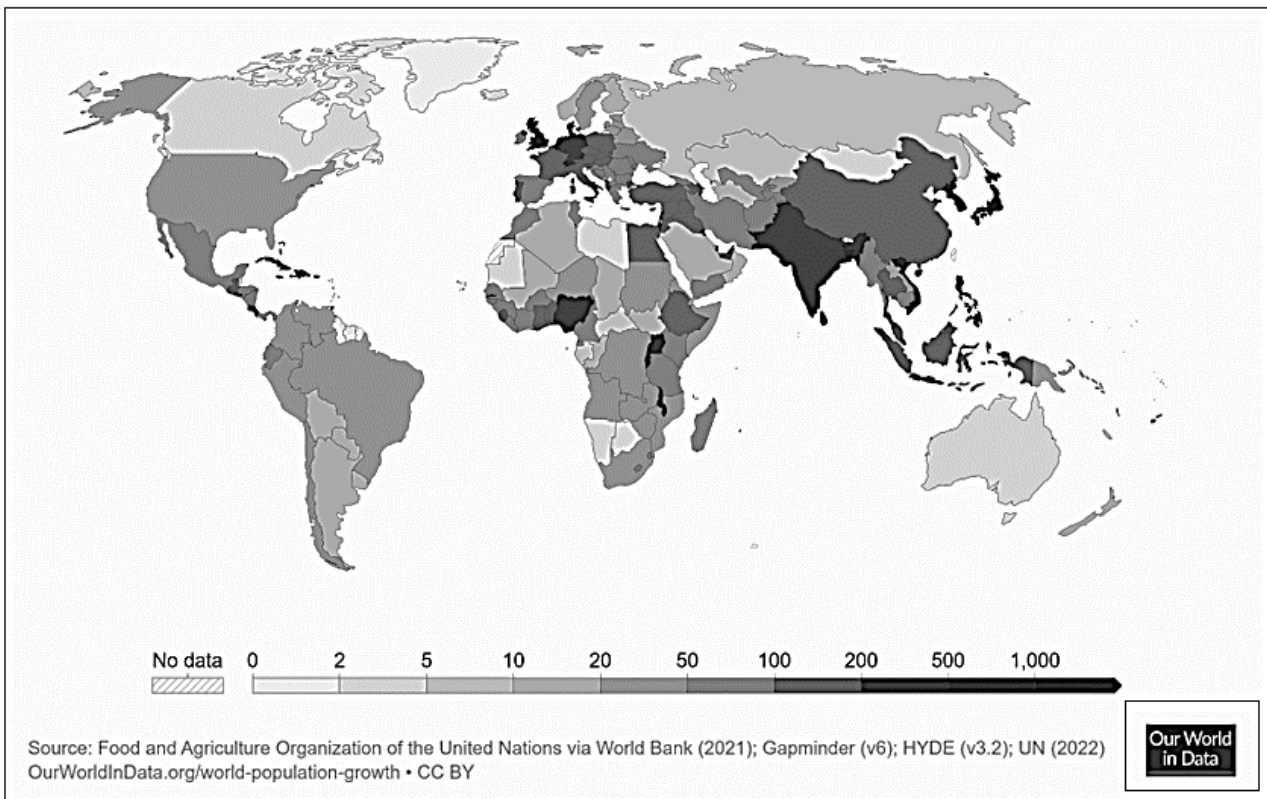 No data 0 2 5 10 20 50 100 200 500 1,000
Source: Food and Agriculture Organization of the United Nations via World Bank (2021); Gapminder (v6); HYDE (v3.2); UN (2022)
OurWorldInData.org/world-population-growth • CC BY
Our World
in Data